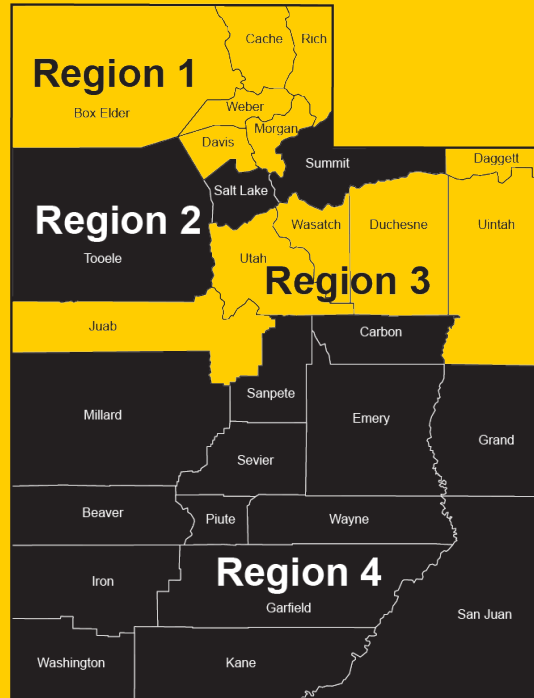 Cache
Rich
Region 1
Box Elder
Weber
Morgan
Davis
Summit
Daggett
Salt Lake
Region 2
Tooele
Wasatch
Duchesne
Uintah
Utah
Region 3
Juab
Carbon
Sanpete
Millard
Emery
Grand
Sevier
Beaver
Piute
Wayne
Region 4
Iron
Garfield
San Juan
Washington
Kane